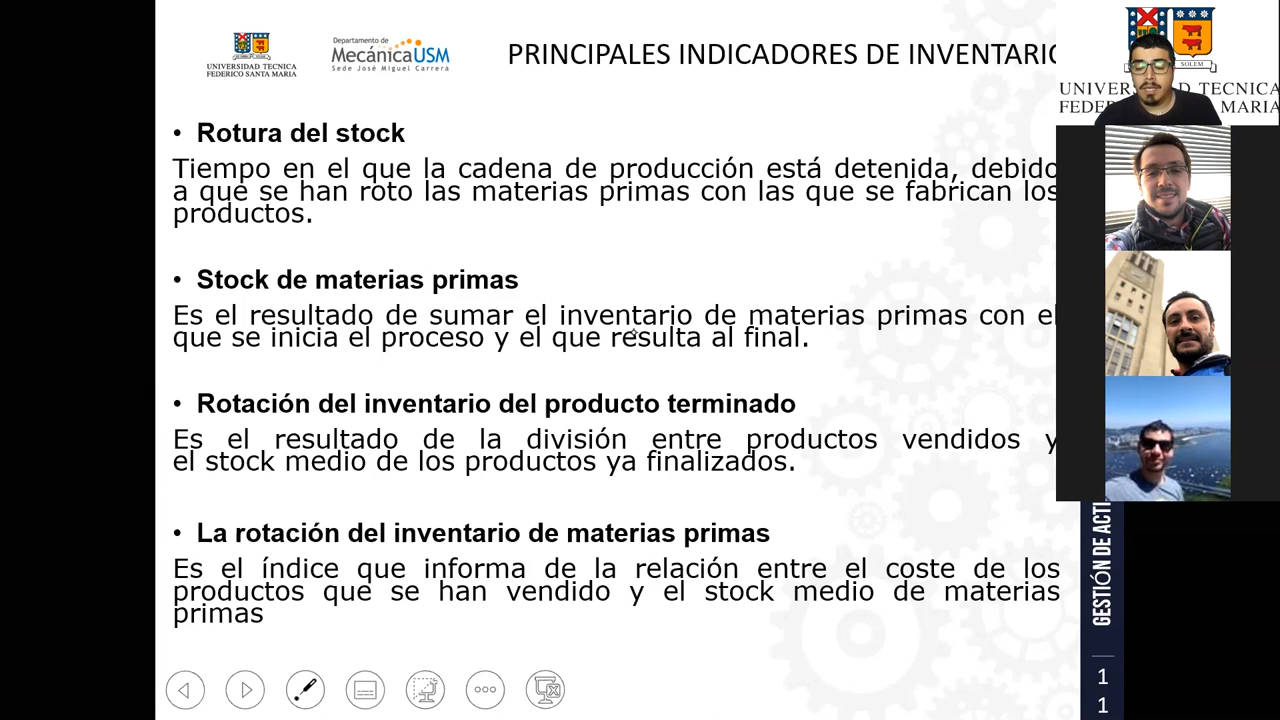 UNIVERSIDAD TECNICA
FEDERICO SANTA MARIA
Departamento de
MecánicaUSM
Sede José Miguel Carrera
PRINCIPALES INDICADORES DE INVENTARIO
• Rotura del stock
Tiempo en el que la cadena de producción está detenida, debido
a que se han roto las materias primas con las que se fabrican los
productos.
• Stock de materias primas
Es el resultado de sumar el inventario de materias primas con el
que se inicia el proceso y el que resulta al final.
• Rotación del inventario del producto terminado
Es el resultado de la división entre productos vendidos y
el stock medio de los productos ya finalizados.
• La rotación del inventario de materias primas
Es el índice que informa de la relación entre el coste de los
productos que se han vendido y el stock medio de materias
primas
SOLEM
TECNICA
MARIA
GESTIÓN DE
1
1